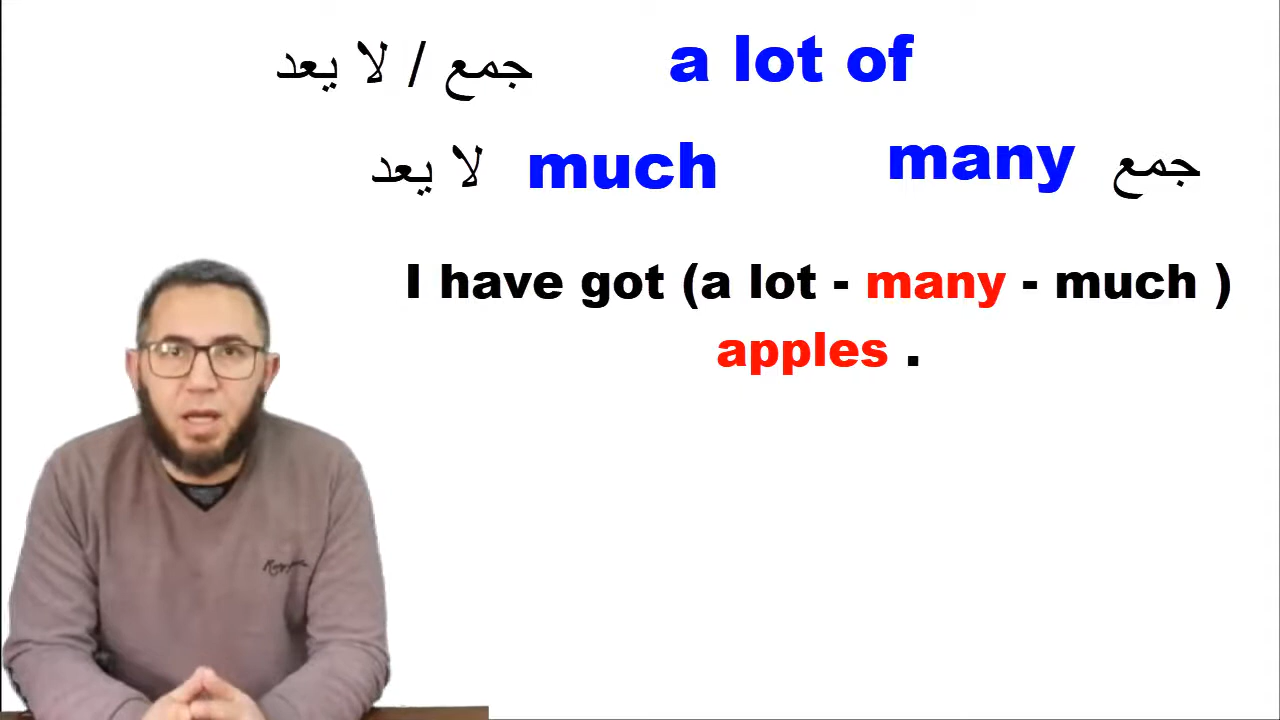 a lot of جمع / لا يعد
many جمع much لا يعد
I have got (a lot - many - much )
apples .